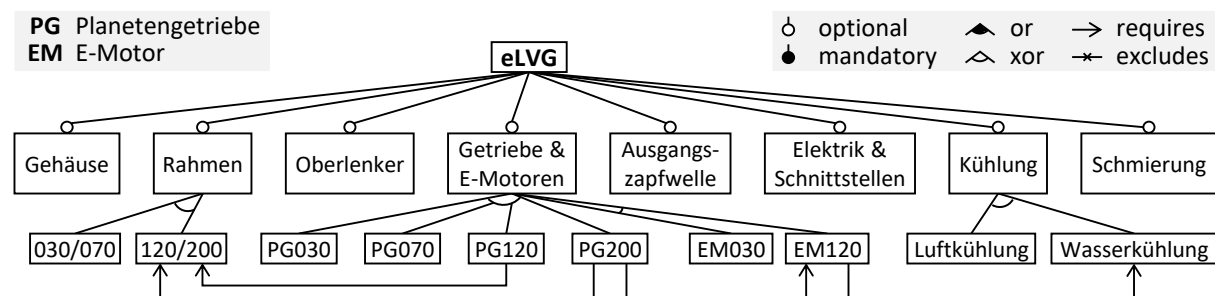 PG Planetengetriebe
EM E-Motor
optional
mandatory
or
xor
requires
excludes
eLVG
Gehäuse
Rahmen
Oberlenker
Getriebe &
E-Motoren
Ausgangs-
zapfwelle
Elektrik &
Schnittstellen
Kühlung
Schmierung
030/070
120/200
PG030
PG070
PG120
PG200
EM030
EM120
Luftkühlung
Wasserkühlung